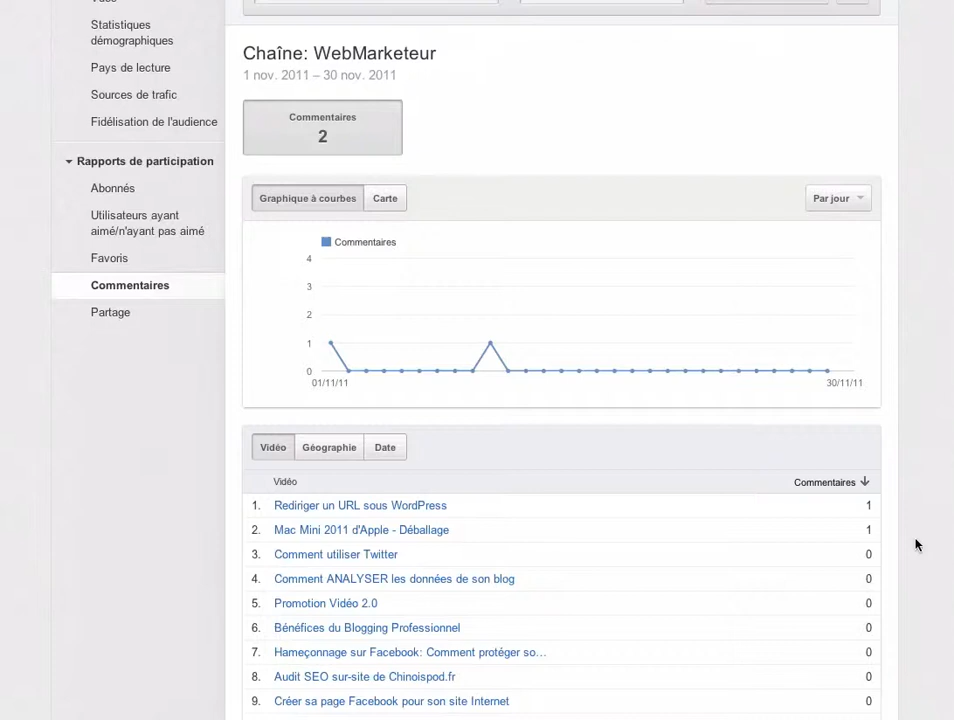 Statistiques
démographiques
Pays de lecture
Sources de trafic
Fidélisation de l'audience
Rapports de participation
Abonnés
Utilisateurs ayant
aimé/n'ayant pas aimé
Favoris
Commentaires
Partage
Chaîne: WebMarketeur
1 nov. 2011 – 30 nov. 2011
Commentaires
2
Graphique à courbes Carte Par jour
Commentaires
4
3
2
1
0
01/11/11 30/11/11
Vidéo Géographie Date
Vidéo Commentaires
1. Rediriger un URL sous WordPress 1
2. Mac Mini 2011 d'Apple - Déballage 1
3. Comment utiliser Twitter 0
4. Comment ANALYSER les données de son blog 0
5. Promotion Vidéo 2.0 0
6. Bénéfices du Blogging Professionnel 0
7. Hameçonnage sur Facebook: Comment protéger so... 0
8. Audit SEO sur-site de Chinoispod.fr 0
9. Créer sa page Facebook pour son site Internet 0